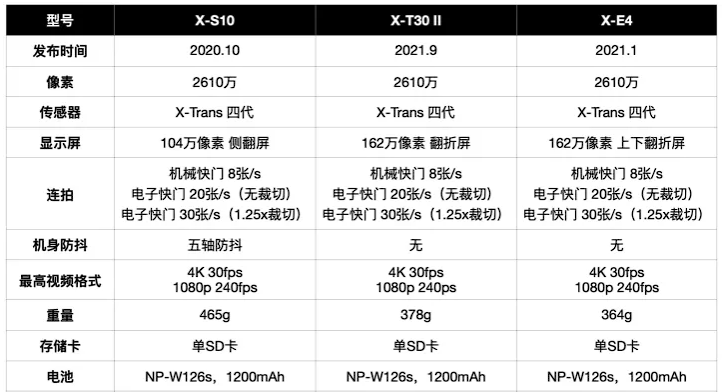 型号 X-S10 X-T30 II X-E4
发布时间 2020.10 2021.9 2021.1
像素 2610万 2610万 2610万
传感器 X-Trans 四代 X-Trans 四代 X-Trans 四代
显示屏 104万像素 侧翻屏 162万像素 翻折屏 162万像素 上下翻折屏
机械快门 8张/s 机械快门 8张/s 机械快门 8张/s
连拍 电子快门 20张/s（无裁切） 电子快门 20张/s（无裁切） 电子快门 20张/s（无裁切）
电子快门 30张/s（1.25x裁切） 电子快门 30张/s（1.25x裁切） 电子快门 30张/s（1.25x裁切）
机身防抖 五轴防抖 无 无
最高视频格式 4K 30fps 4K 30fps 4K 30fps
1080p 240fps 1080p 240ps 1080p 240fps
重量 465g 378g 364g
存储卡 单SD卡 单SD卡 单SD卡
电池 NP-W126s，1200mAh NP-W126s，1200mAh NP-W126s，1200mAh